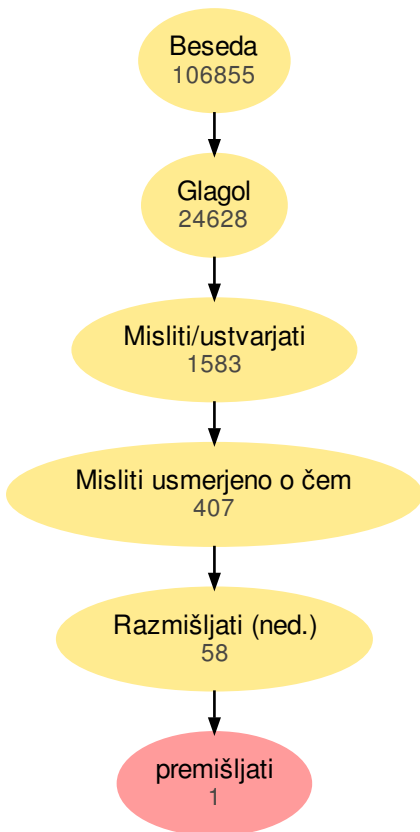 Beseda
106855
Glagol
24628
Misliti/ustvarjati
1583
Misliti usmerjeno o čem
407
Razmišljati (ned.)
58
premišljati
1